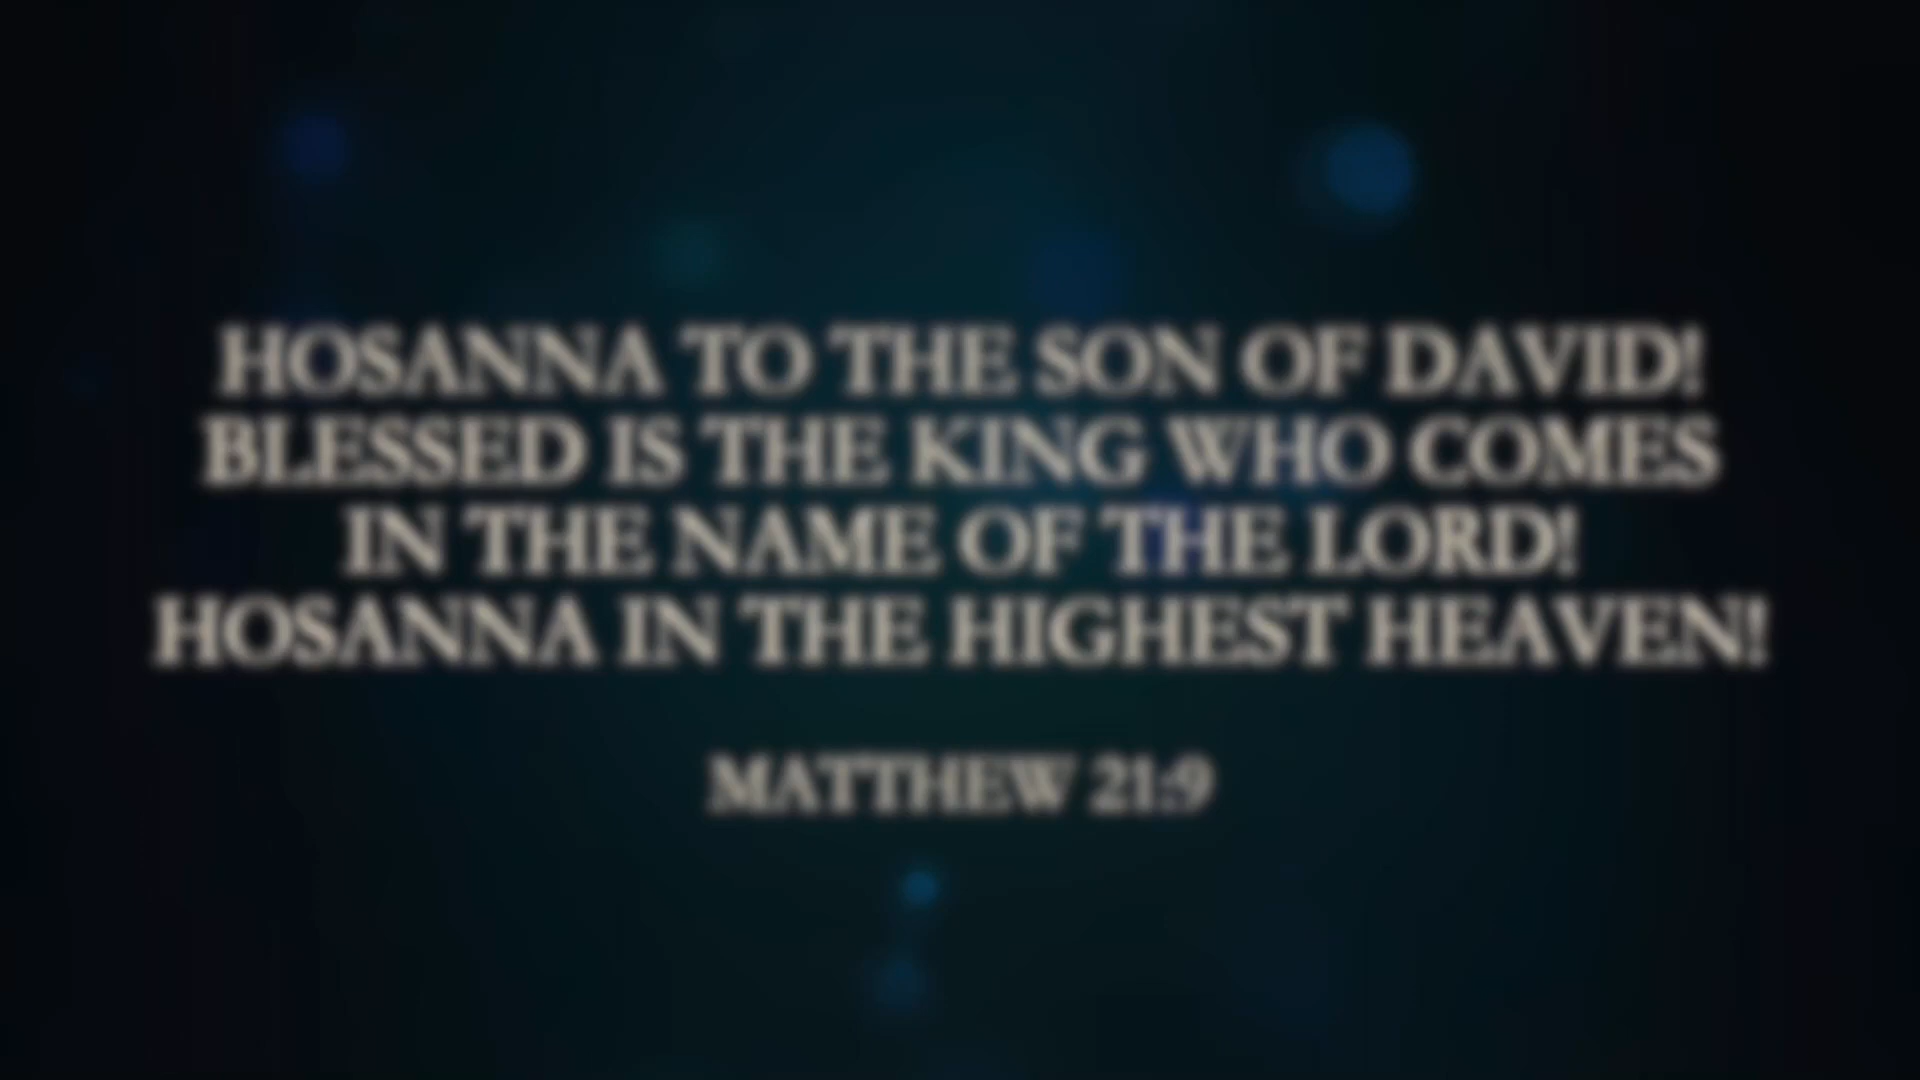 HOSANNA TO THE SON OF DAVID!
BLESSED IS THE KING WHO COMES
IN THE NAME OF THE LORD!
HOSANNA IN THE HIGHEST HEAVEN!
MATTHEW 21:9